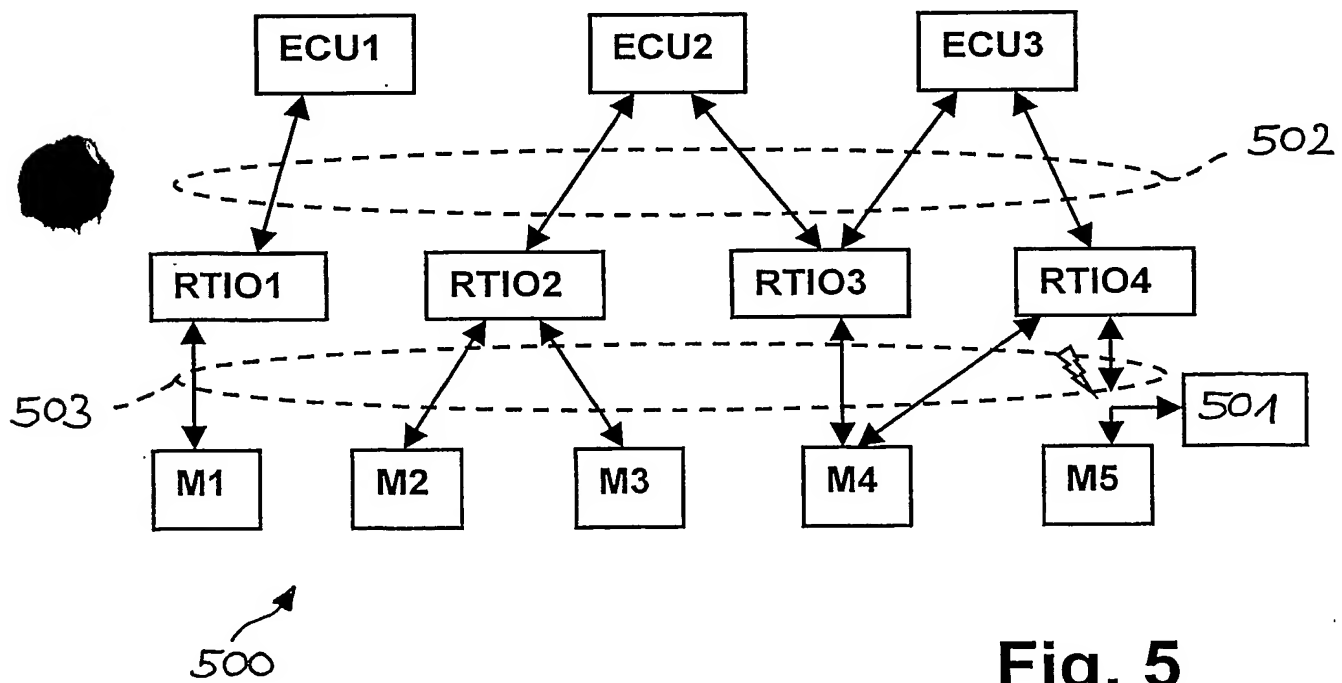 ECU1 ECU2 ECU3
502
RTIO1 RTIO2 RTIO3 RTIO4
503
501
M1 M2 M3 M4 M5
500
Fig. 5